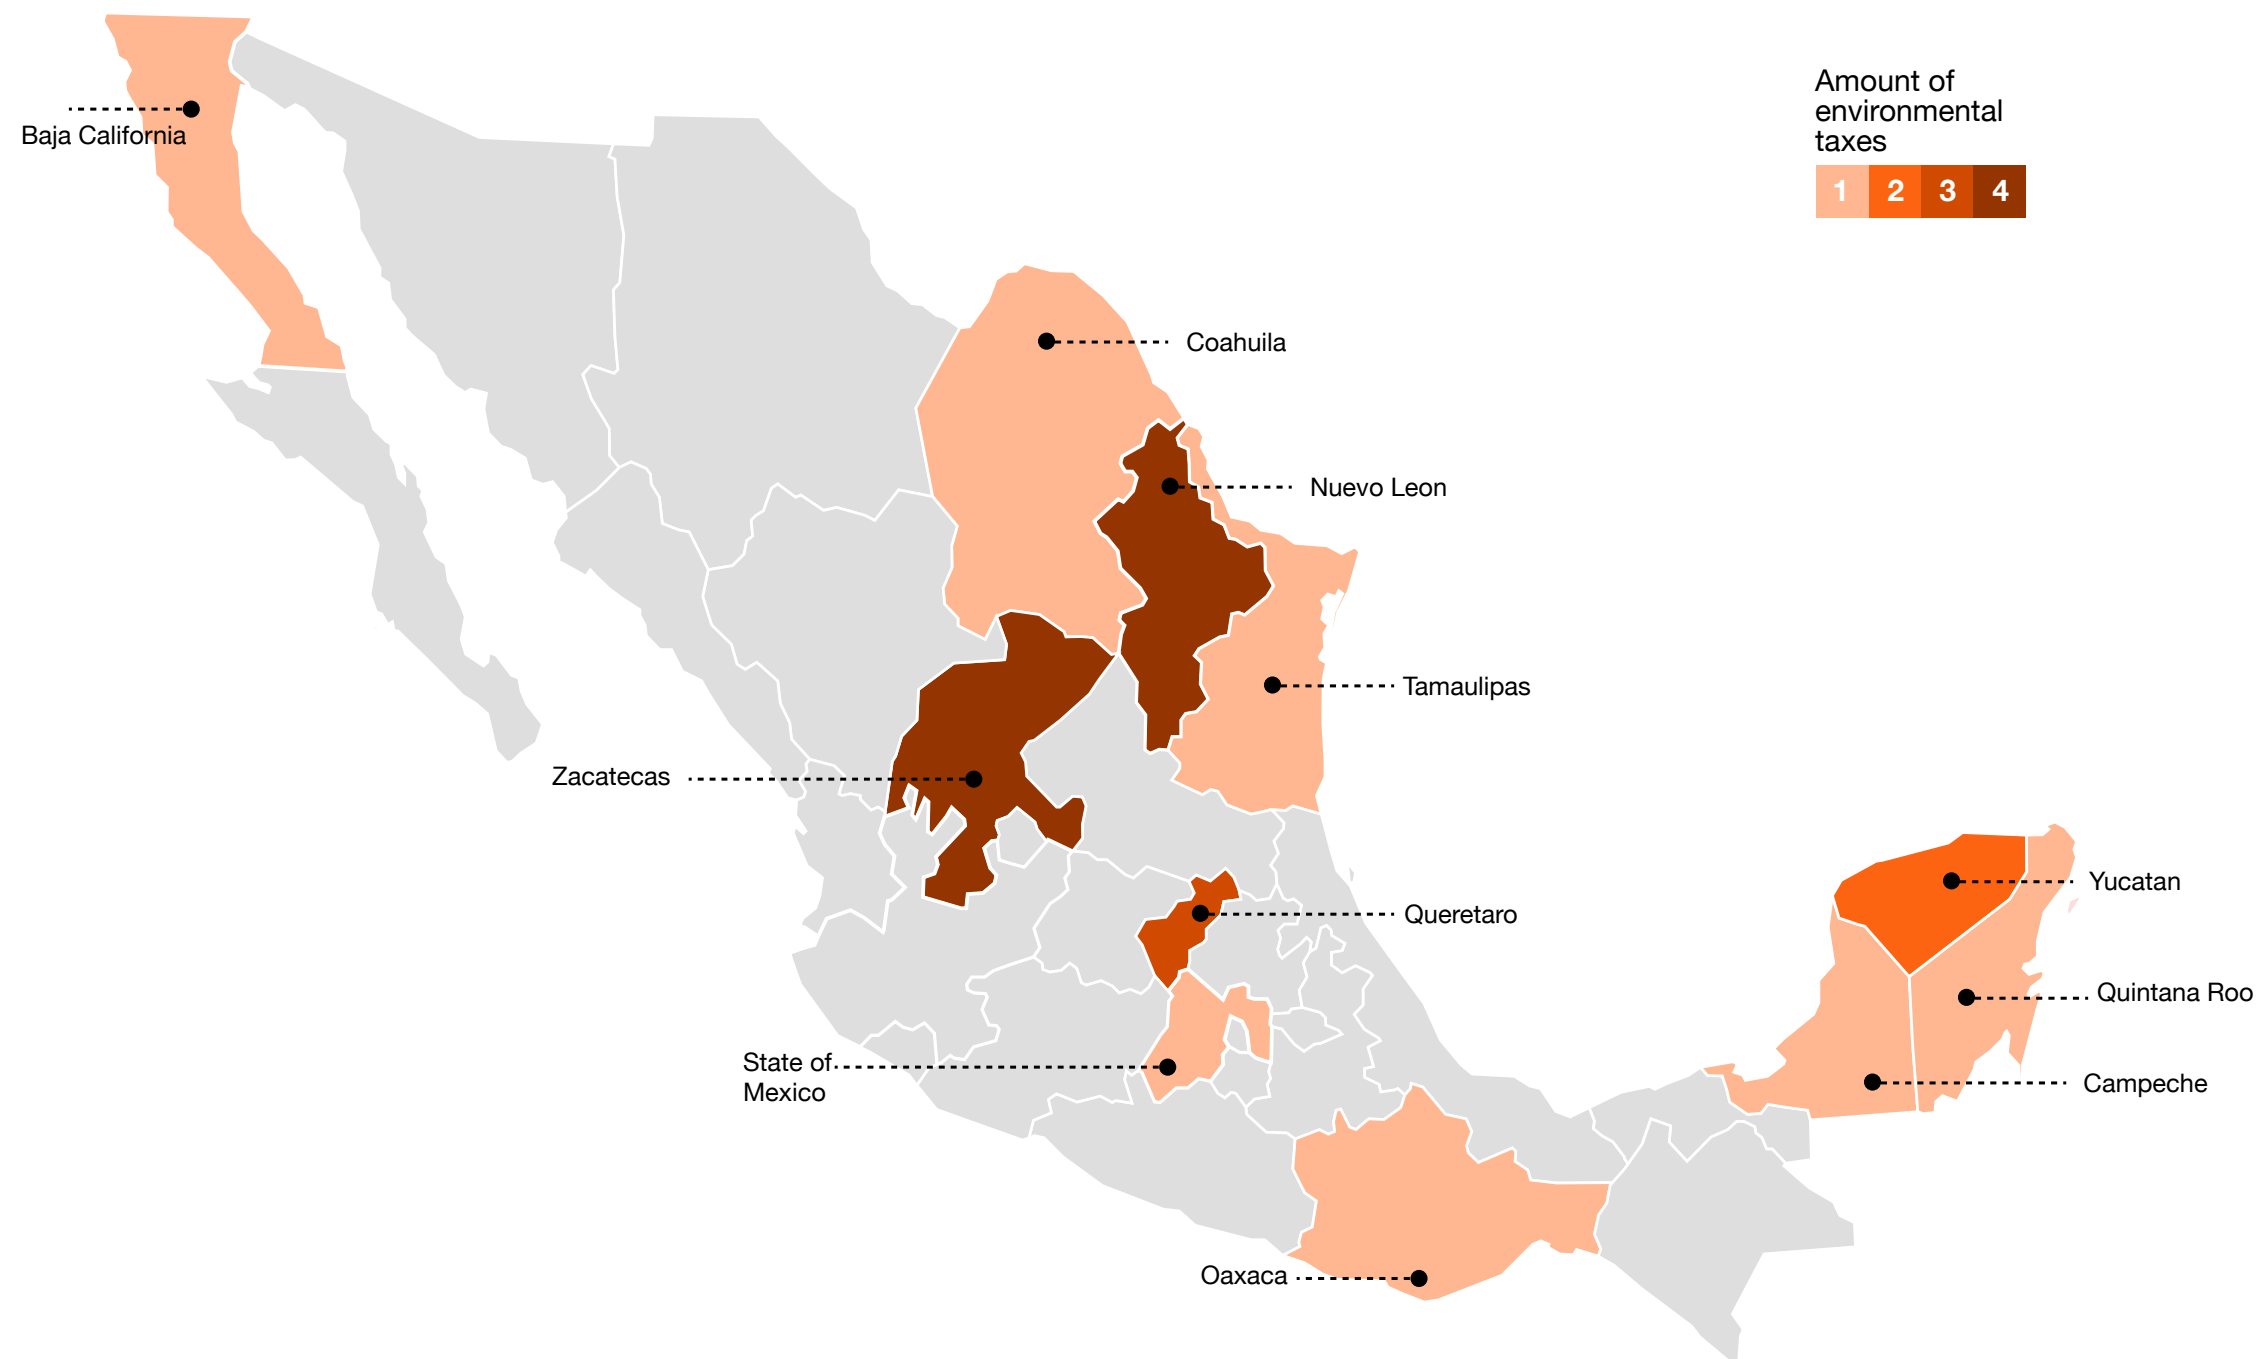 Amount of
environmental
taxes
1 2 3 4
Baja California
Coahuila
Nuevo Leon
Tamaulipas
Zacatecas
Yucatan
Queretaro
Quintana Roo
State of
Mexico
Campeche
Oaxaca